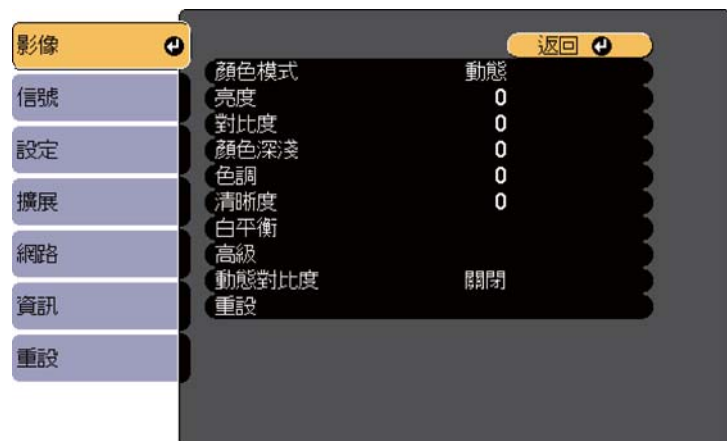 影像
信號
設定
擴展
網路
資訊
重設
返回
顏色模式 動態
亮度 0
對比度 0
顏色深淺 0
色調 0
清晰度 0
白平衡
高級
動態對比度 關閉
重設